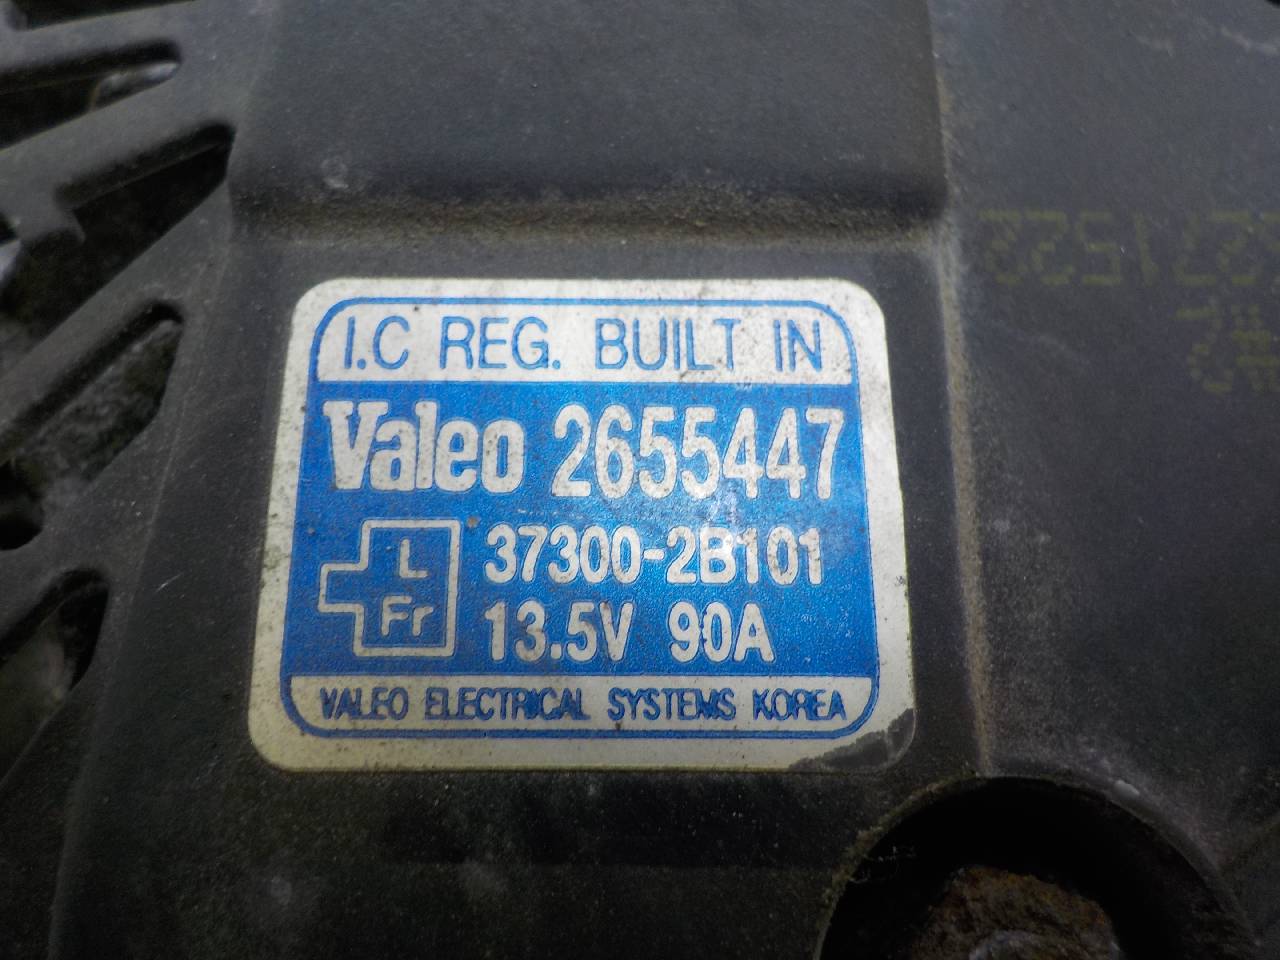 I.C REG. BUILT IN
Valeo 2655447
L
37300-2B101
Fr
13.5V 90A
VALEO ELECTRICAL SYSTEMS KOREA